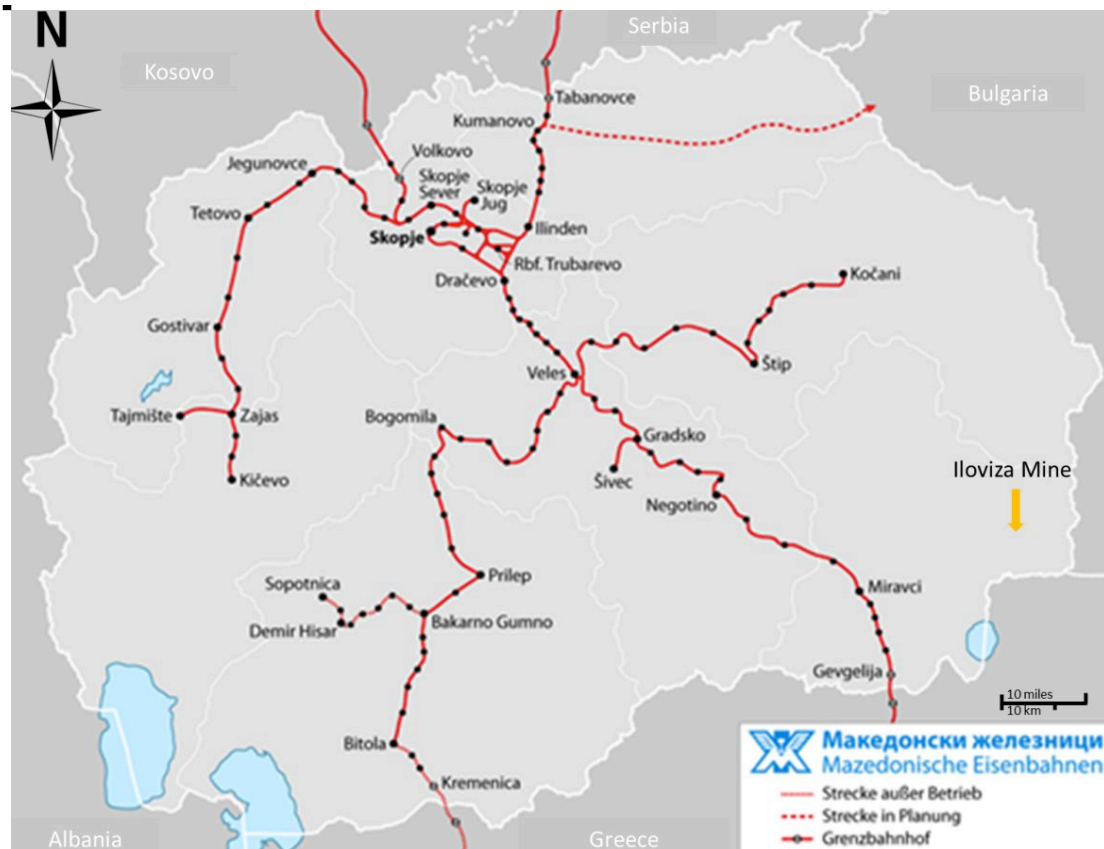 N
Serbia
Kosovo
Bulgaria
Tabanovce
Kumanovo
Volkovo
Jegunovce
Skopje
Sever
Skopje
Jug
Tetovo
Skopje
Ilinden
Rbf. Trubarevo
Dračevo
Kočani
Gostivar
Veles
Štip
Tajmište
Zajas
Bogomila
Gradsko
Kičevo
Šivec
Negotino
Iloviza Mine
Sopotnica
Prilep
Miravci
Demir Hisar
Bakarno Gumno
Gevgelija
10 miles
10 km
Bitola
Kremenica
Македонски железници
Mazedonische Eisenbahnen
Strecke außer Betrieb
Strecke in Planung
Grenzbahnhof
Albania
Greece